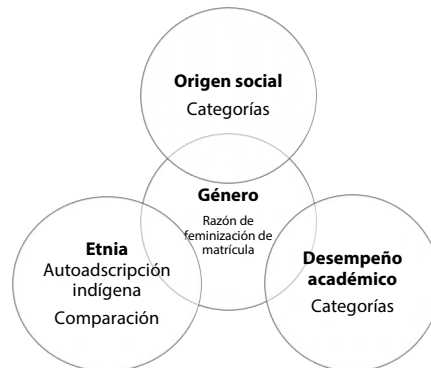 Origen social
Categorías
Género
Razón de
feminización de
matrícula
Etnia
Autoadscripción
indígena
Comparación
Desempeño
académico
Categorías